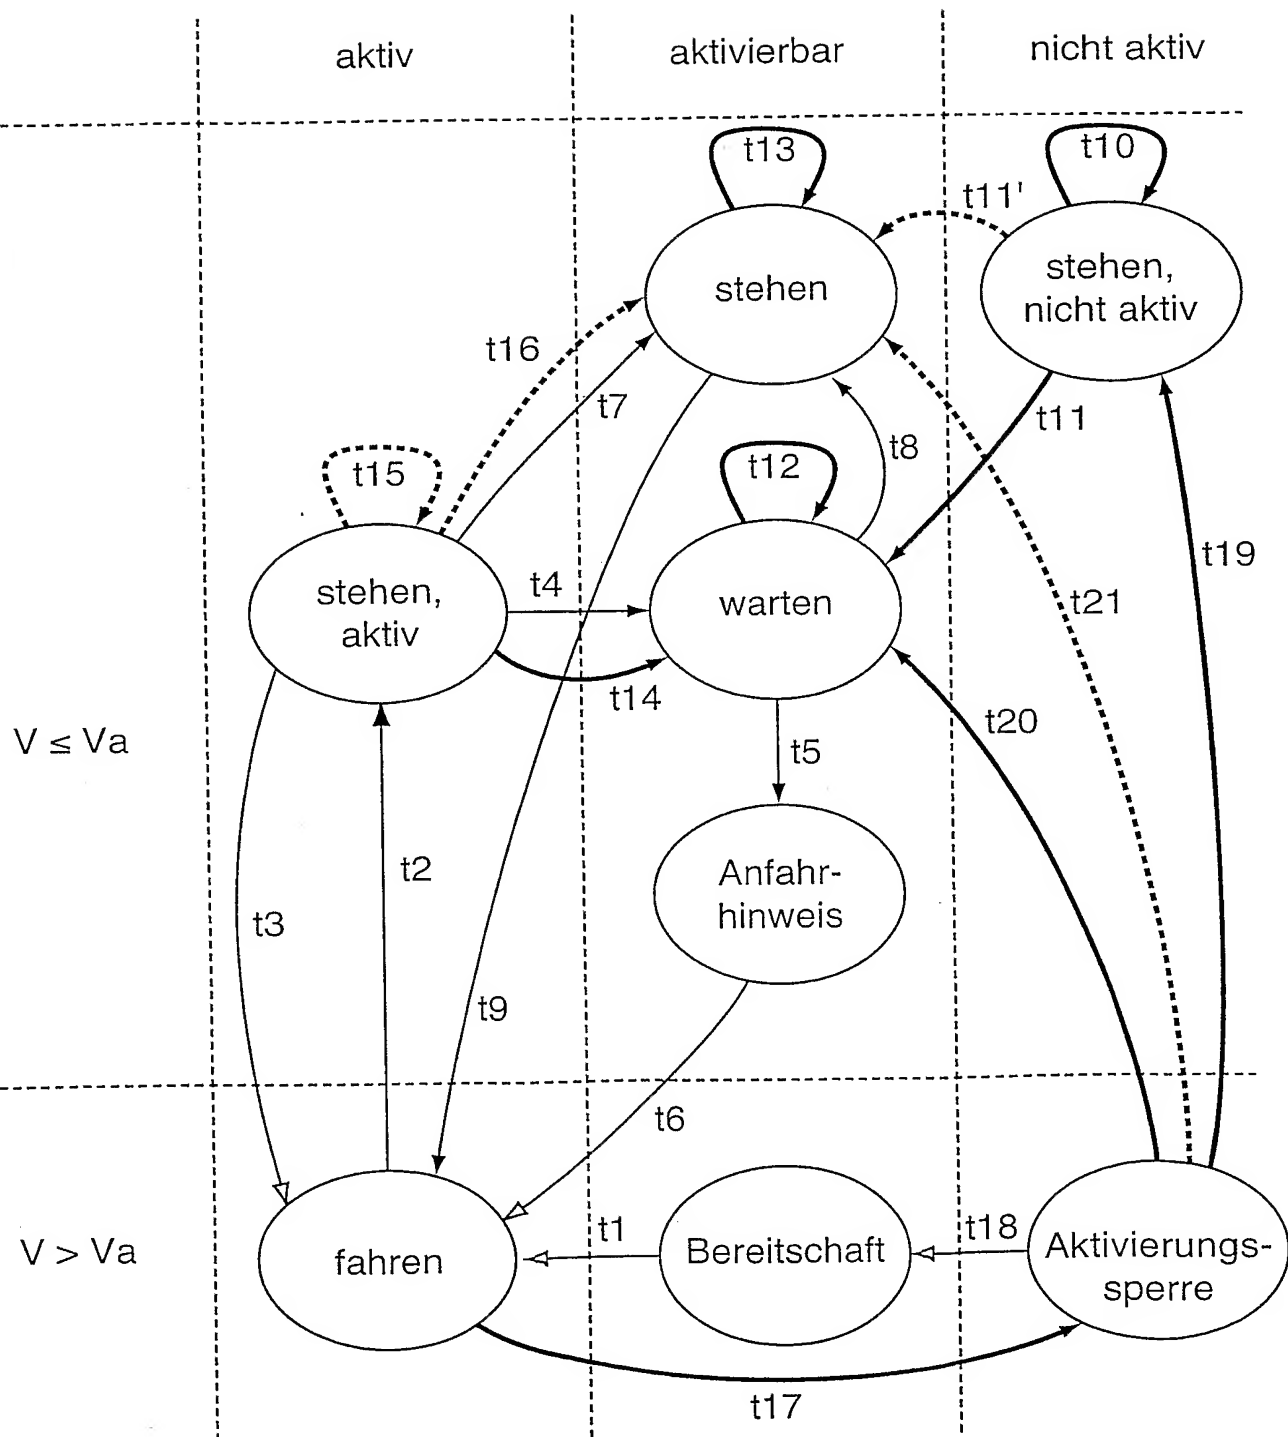 aktiv
aktivierbar
nicht aktiv
t13
t10
t11'
stehen
stehen,
nicht aktiv
t16
t7
t11
t8
t15
t12
t19
stehen,
aktiv
t4
warten
t21
t14
t20
V ≤ Va
t5
t2
Anfahr-
hinweis
t3
t9
t6
V > Va
fahren
t1
Bereitschaft
t18
Aktivierungs-
sperre
t17